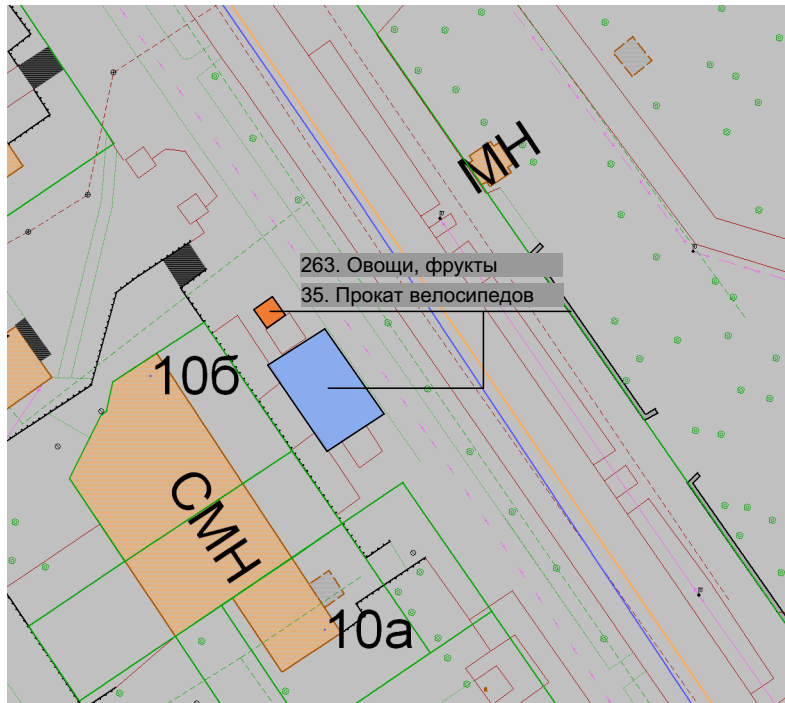 МН
263. Овощи, фрукты
35. Прокат велосипедов
10б
СМН
10а